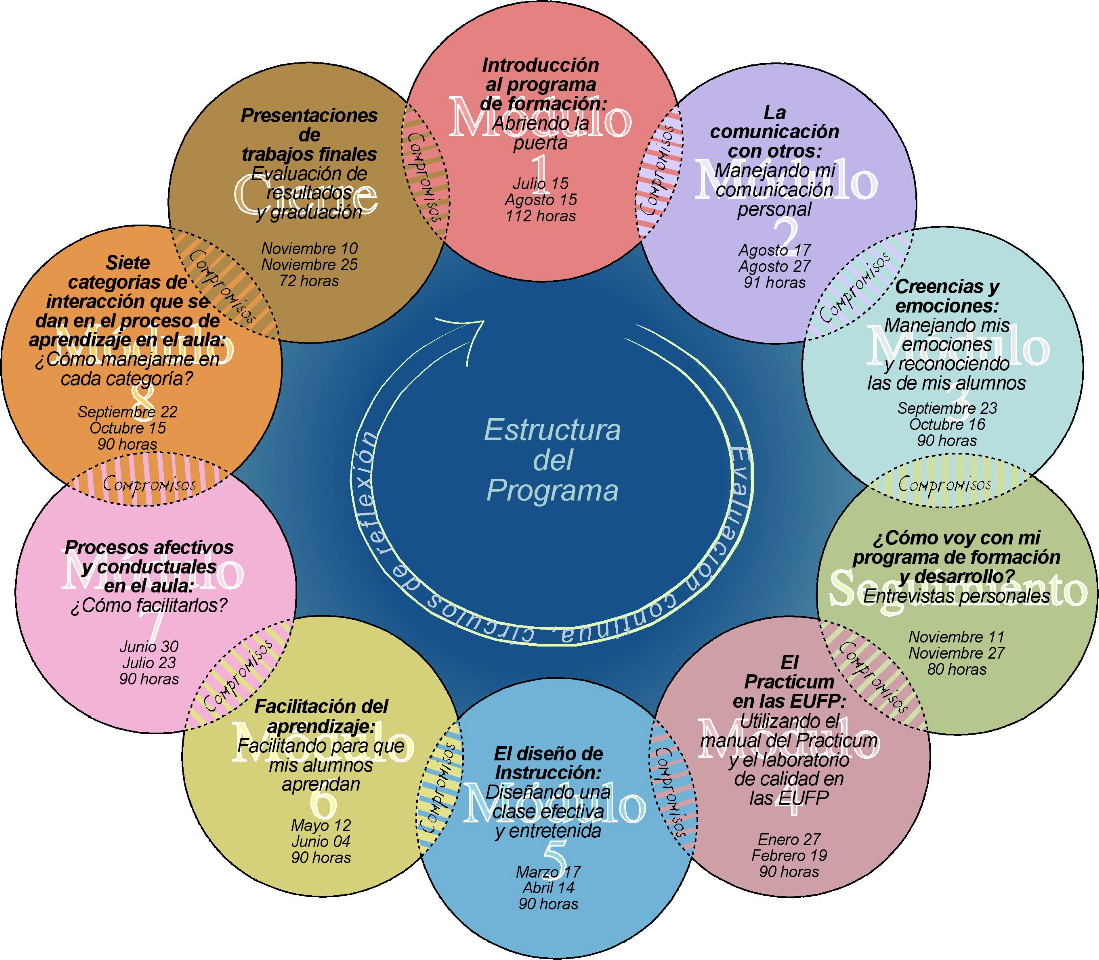 Introducción
al programa
de formación:
Abriendo la
puerta
Módulo
1
Julio 15
Agosto 15
112 horas
Compromisos
La
comunicación
con otros:
Manejando mi
comunicación
personal
Módulo
2
Agosto 17
Agosto 27
91 horas
Compromisos
Creencias y
emociones:
Manejando mis
emociones
y reconociendo
las de mis alumnos
Módulo
3
Septiembre 23
Octubre 16
90 horas
Compromisos
¿Cómo voy con mi
programa de formación
y desarrollo?
Entrevistas personales
Seguimiento
Noviembre 11
Noviembre 27
80 horas
Compromisos
El
Practicum
en las EUFP:
Utilizando el
manual del Practicum
y el laboratorio
de calidad en
las EUFP
Módulo
4
Enero 27
Febrero 19
90 horas
Compromisos
El diseño de
Instrucción:
Diseñando una
clase efectiva
y entretenida
Módulo
5
Marzo 17
Abril 14
90 horas
Compromisos
Facilitación del
aprendizaje:
Facilitando para que
mis alumnos
aprendan
Módulo
6
Mayo 12
Junio 04
90 horas
Compromisos
Procesos afectivos
y conductuales
en el aula:
¿Cómo facilitarlos?
Módulo
7
Junio 30
Julio 23
90 horas
Compromisos
Siete
categorias de
interacción que se
dan en el proceso de
aprendizaje en el aula:
¿Cómo manejarme en
cada categoría?
Módulo
8
Septiembre 22
Octubre 15
90 horas
Compromisos
Presentaciones
de
trabajos finales
Evaluación de
resultados
y graduación
Cierre
Noviembre 10
Noviembre 25
72 horas
Compromisos
Estructura
del
Programa
Evaluación continua, círculos de reflexión